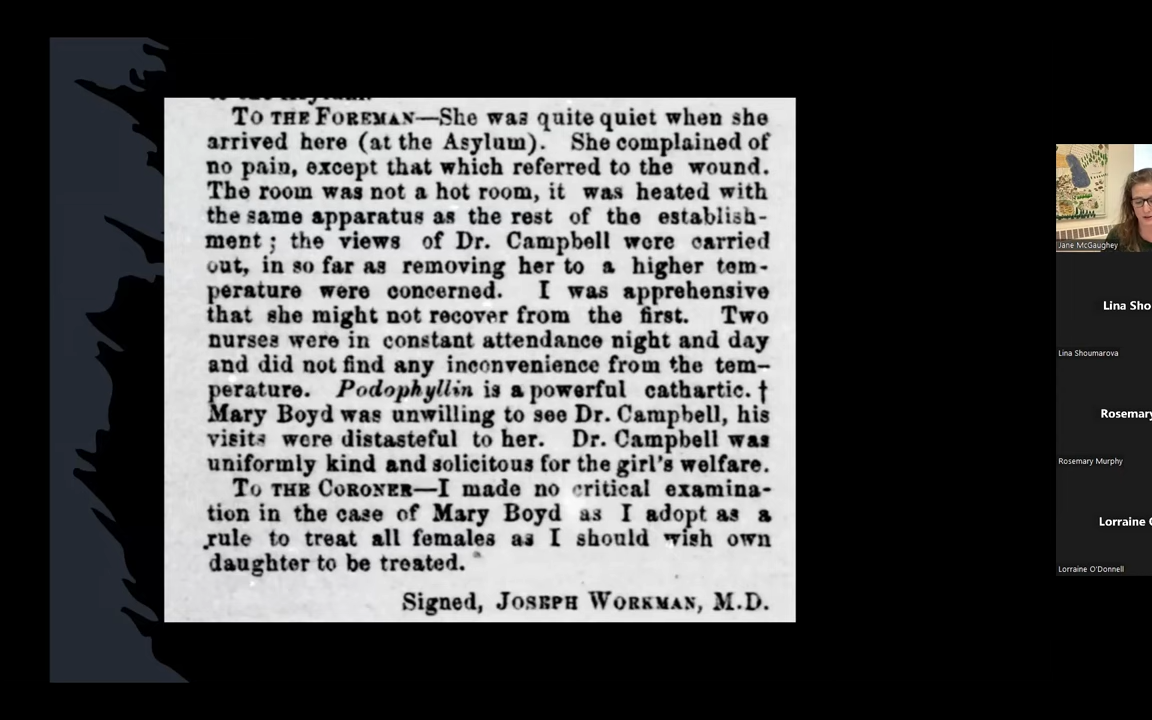 TO THE FOREMAN—She was quite quiet when she
arrived here (at the Asylum). She complained of
no pain, except that which referred to the wound.
The room was not a hot room, it was heated with
the same apparatus as the rest of the establish-
ment; the views of Dr. Campbell were carried
out, in so far as removing her to a higher tem-
perature were concerned. I was apprehensive
that she might not recover from the first. Two
nurses were in constant attendance night and day
and did not find any inconvenience from the tem-
perature. Podophyllin is a powerful cathartic. †
Mary Boyd was unwilling to see Dr. Campbell, his
visits were distasteful to her. Dr. Campbell was
uniformly kind and solicitous for the girl's welfare.
TO THE CORONER—I made no critical examina-
tion in the case of Mary Boyd as I adopt as a
rule to treat all females as I should wish own
daughter to be treated.
Signed, JOSEPH WORKMAN, M.D.
Jane McGaughey
Lina Sho
Lina Shoumarova
Rosemary
Rosemary Murphy
Lorraine
Lorraine O'Donnell